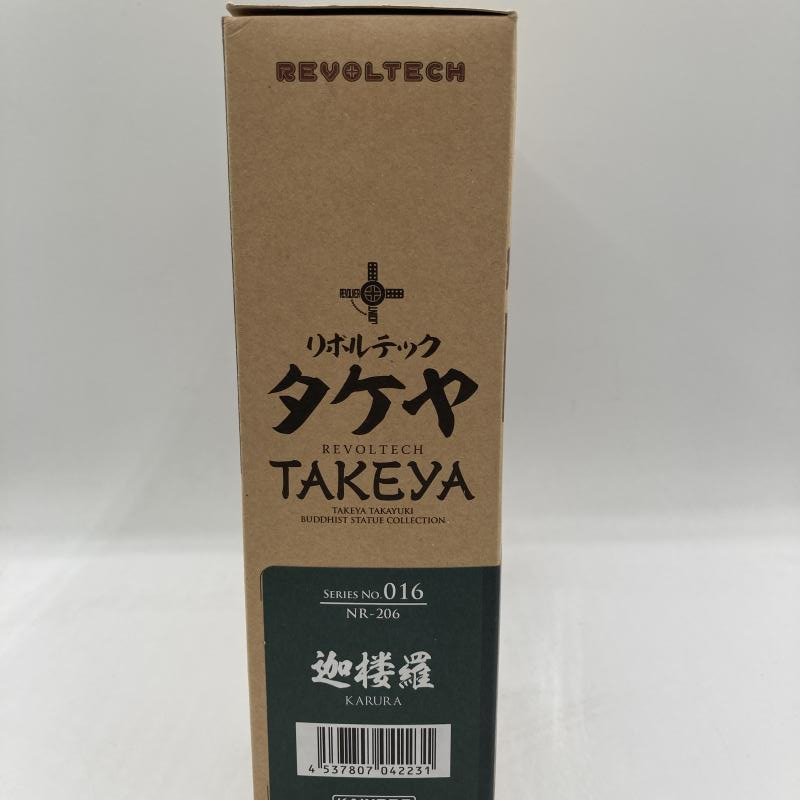 REVOLTECH
REVOLVER
リボルテック
タケヤ
REVOLTECH
TAKEYA
TAKEYA TAKAYUKI
BUDDHIST STATUE COLLECTION
SERIES No.016
NR-206
迦楼羅
KARURA
4 537807 042231